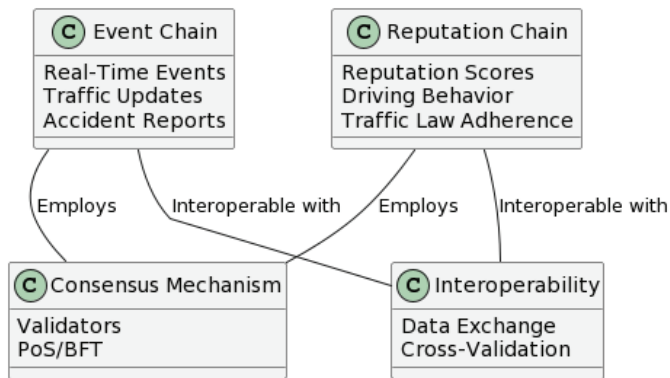 C Event Chain
Real-Time Events
Traffic Updates
Accident Reports
C Reputation Chain
Reputation Scores
Driving Behavior
Traffic Law Adherence
Employs
Interoperable with
Employs
Interoperable with
C Consensus Mechanism
Validators
PoS/BFT
C Interoperability
Data Exchange
Cross-Validation